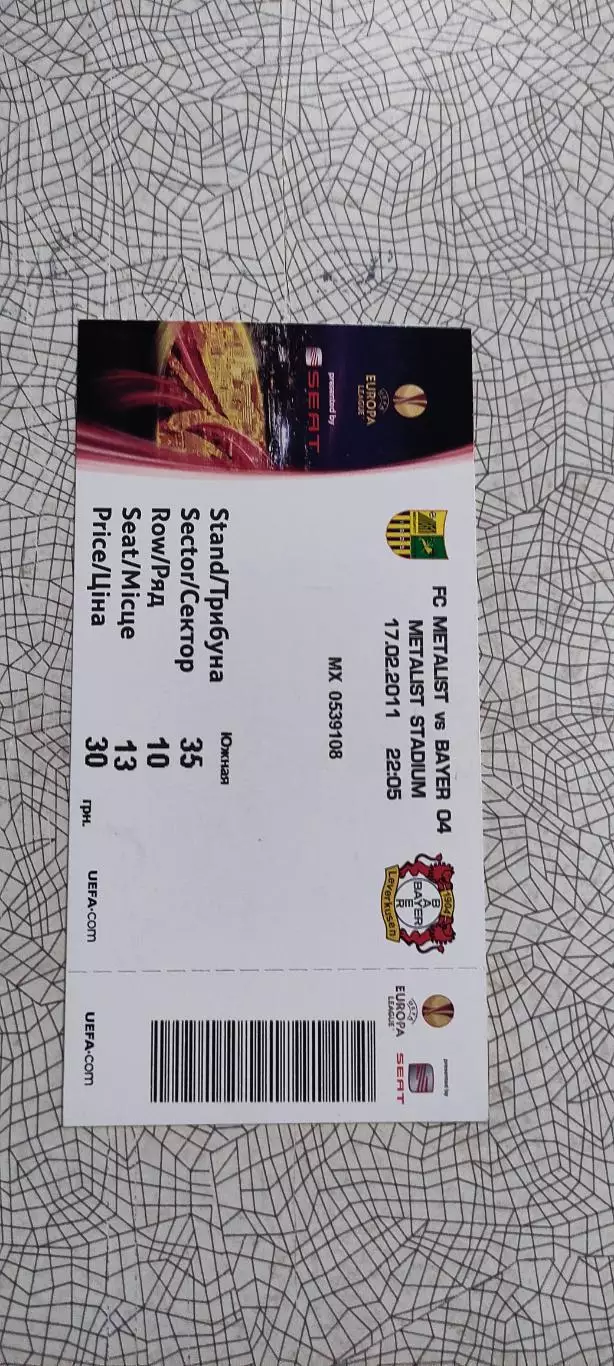 EUROPA
LEAGUE
presented by
SEAT
FC METALIST vs BAYER 04
METALIST STADIUM
17.02.2011 22:05
1904
BAYER
BAYER
Leverkusen
MX 0539108
Stand/Трибуна Южная
Sector/Сектор 35
Row/Ряд 10
Seat/Місце 13
Price/Ціна 30 грн.
UEFA.com
presented by
EUROPA
LEAGUE
SEAT
UEFA.com